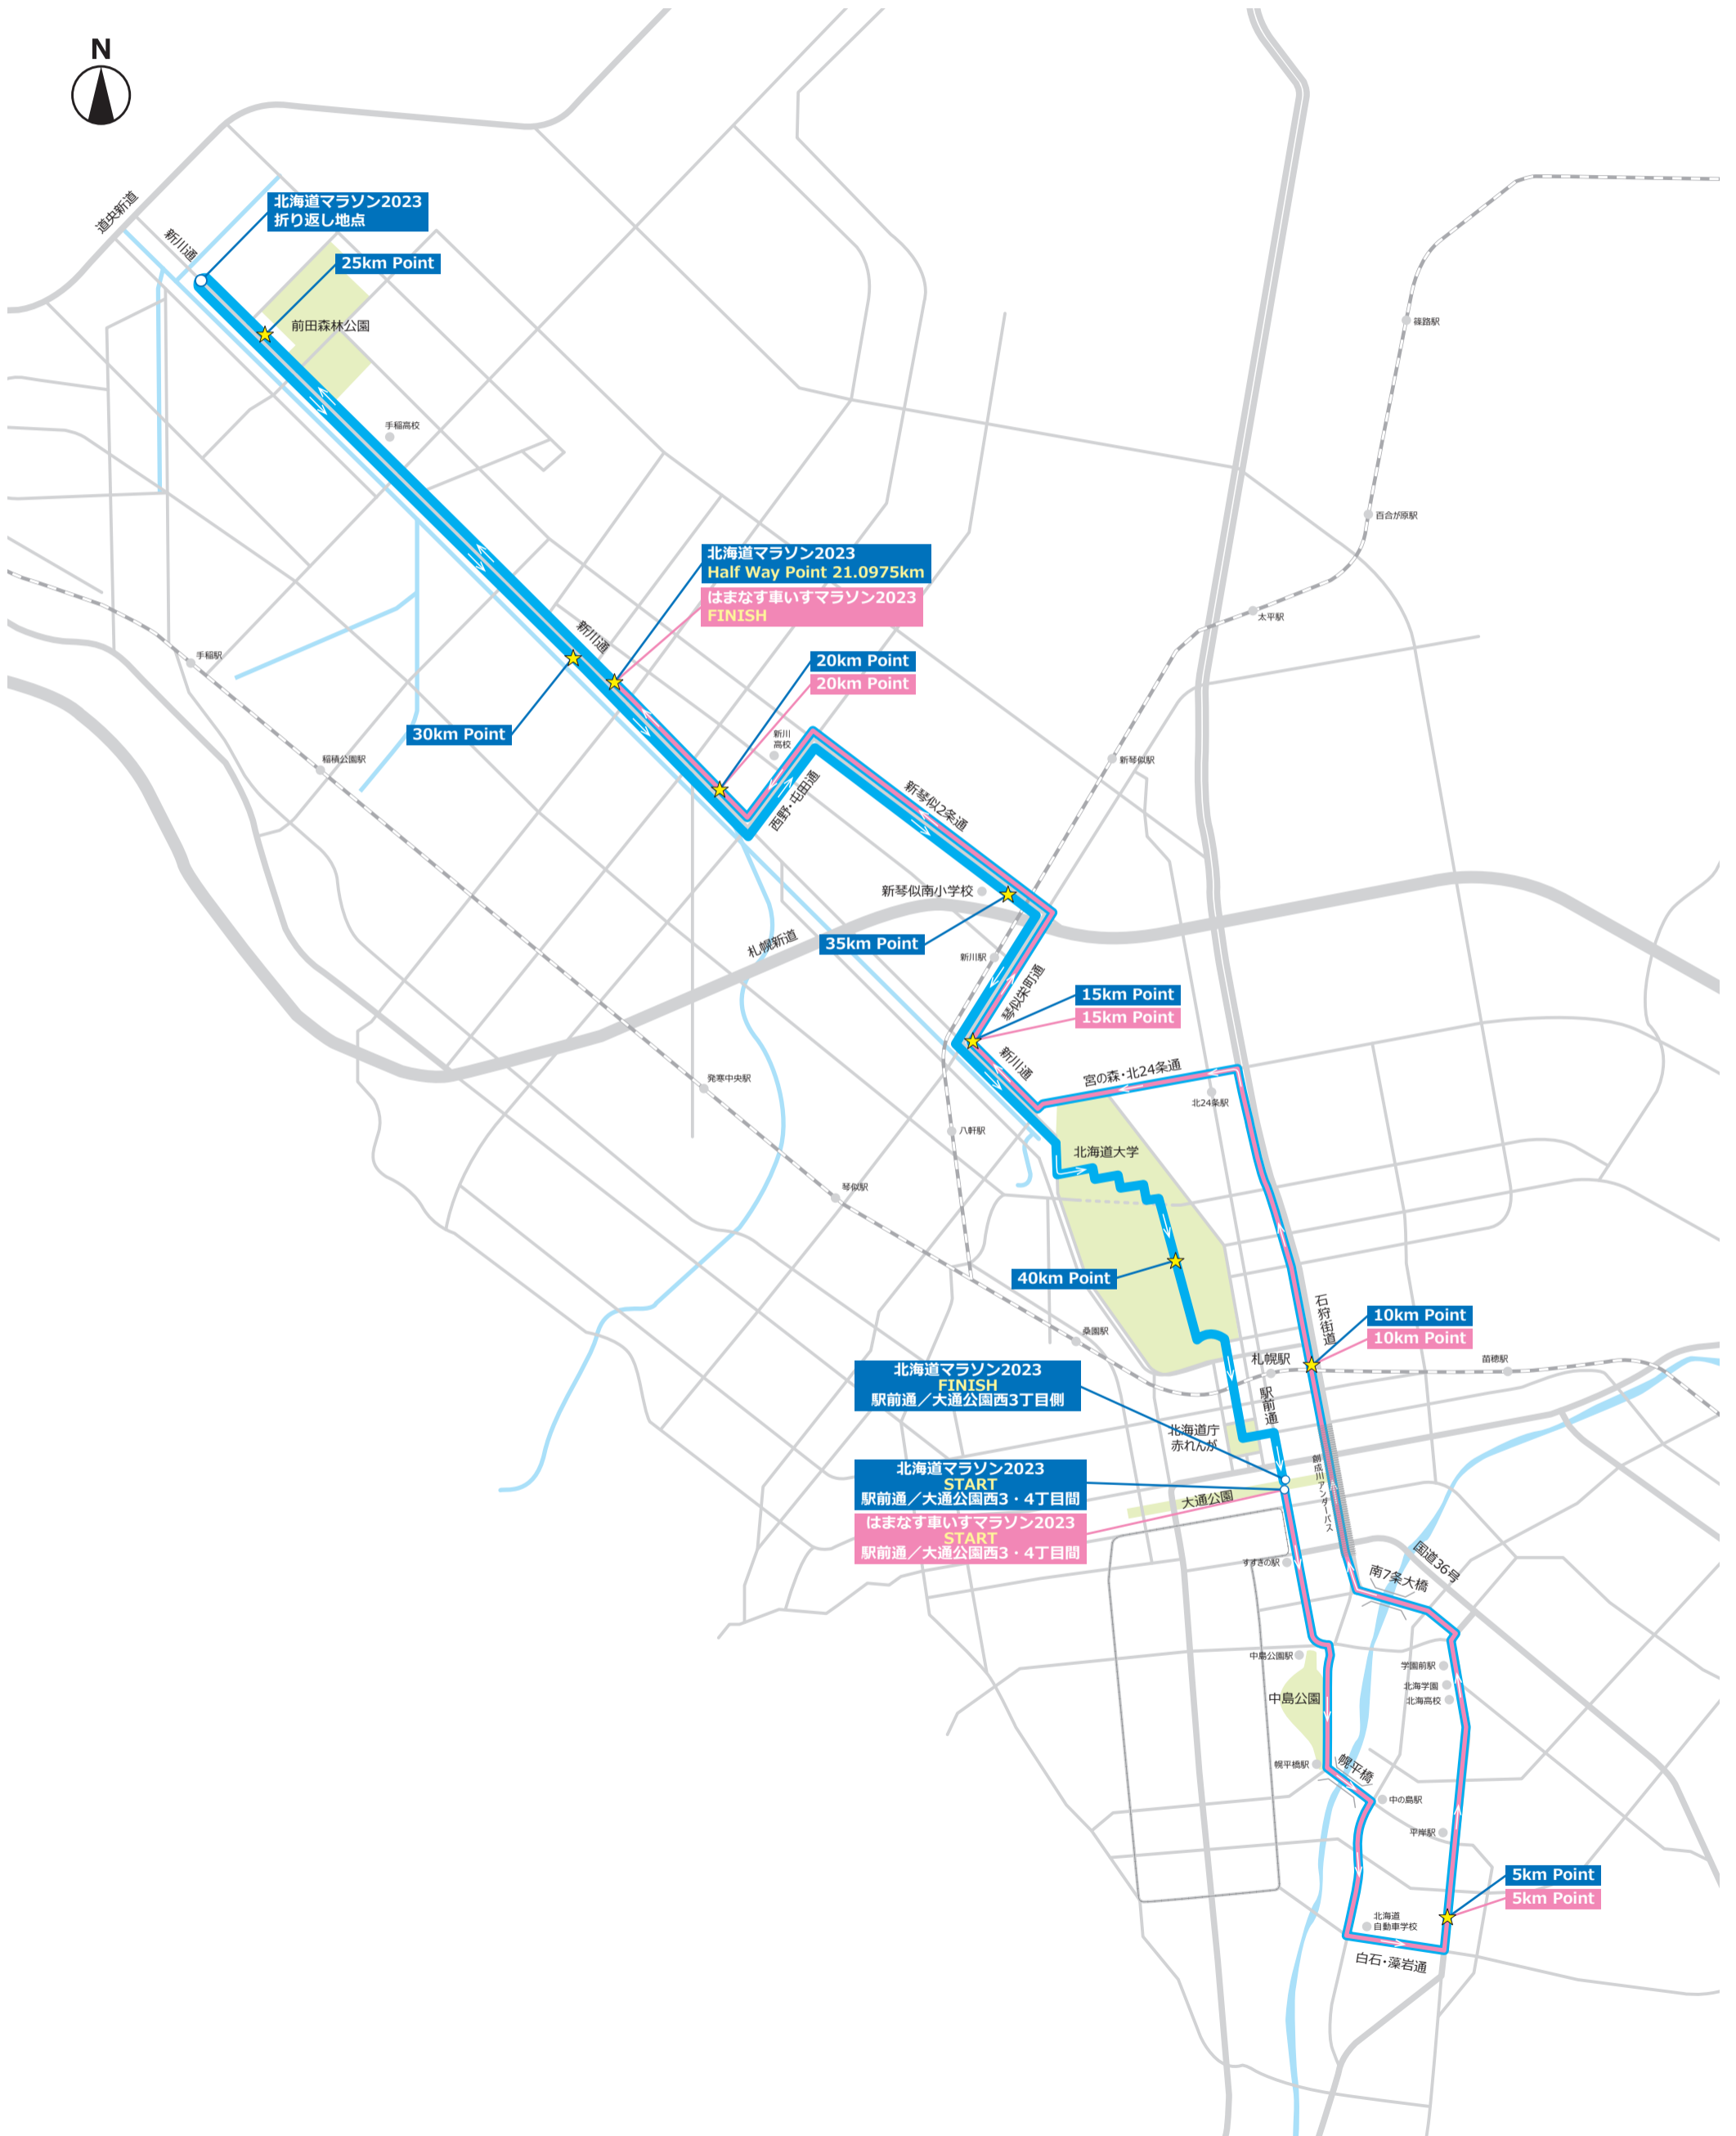 N
道央新道
新川通
北海道マラソン2023
折り返し地点
25km Point
前田森林公園
手稲高校
篠路駅
百合が原駅
太平駅
北海道マラソン2023
Half Way Point 21.0975km
はまなす車いすマラソン2023
FINISH
新川通
20km Point
20km Point
30km Point
手稲駅
稲積公園駅
新川
高校
西野・屯田通
新琴似2条通
新琴似駅
新琴似南小学校
35km Point
札幌新道
新川駅
琴似栄町通
15km Point
15km Point
新川通
宮の森・北24条通
北24条駅
発寒中央駅
八軒駅
北海道大学
琴似駅
40km Point
石狩街道
10km Point
10km Point
桑園駅
札幌駅
苗穂駅
北海道マラソン2023
FINISH
駅前通／大通公園西3丁目側
駅前通
北海道庁
赤れんが
北海道マラソン2023
START
駅前通／大通公園西3・4丁目間
はまなす車いすマラソン2023
START
駅前通／大通公園西3・4丁目間
大通公園
創成川アンダーパス
すすきの駅
国道36号
南7条大橋
中島公園駅
学園前駅
北海学園
北海高校
中島公園
幌平橋駅
幌平橋
中の島駅
平岸駅
5km Point
5km Point
北海道
自動車学校
白石・藻岩通